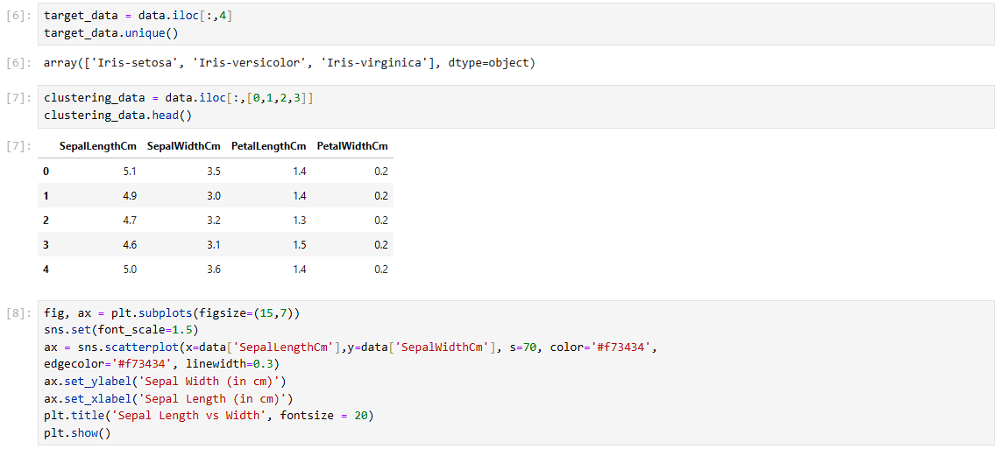 [6]: target_data = data.iloc[:,4]
target_data.unique()
[6]: array(['Iris-setosa', 'Iris-versicolor', 'Iris-virginica'], dtype=object)
[7]: clustering_data = data.iloc[:,[0,1,2,3]]
clustering_data.head()
[7]: SepalLengthCm SepalWidthCm PetalLengthCm PetalWidthCm
0 5.1 3.5 1.4 0.2
1 4.9 3.0 1.4 0.2
2 4.7 3.2 1.3 0.2
3 4.6 3.1 1.5 0.2
4 5.0 3.6 1.4 0.2
[8]: fig, ax = plt.subplots(figsize=(15,7))
sns.set(font_scale=1.5)
ax = sns.scatterplot(x=data['SepalLengthCm'],y=data['SepalWidthCm'], s=70, color='#f73434',
edgecolor='#f73434', linewidth=0.3)
ax.set_ylabel('Sepal Width (in cm)')
ax.set_xlabel('Sepal Length (in cm)')
plt.title('Sepal Length vs Width', fontsize = 20)
plt.show()